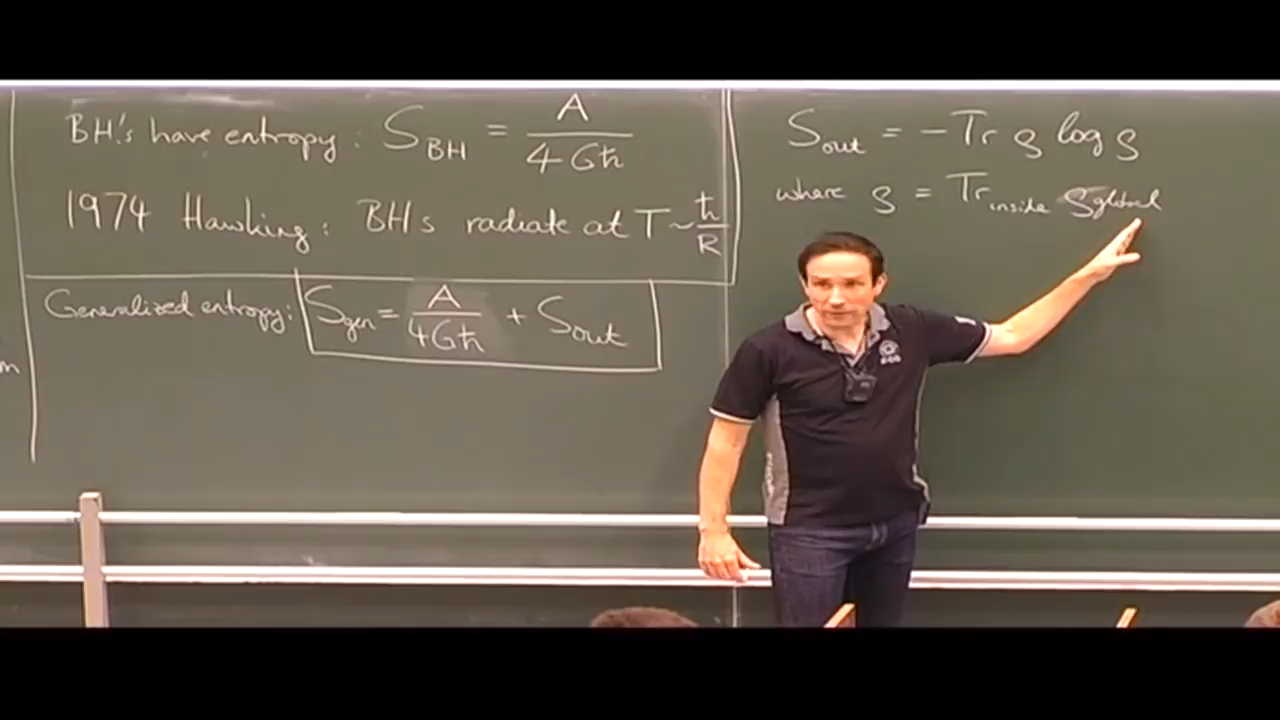 BH's have entropy: S_BH = A / 4Għ
1974 Hawking: BHs radiate at T ~ ħ / R
Generalized entropy: S_gen = A / 4Għ + S_out
m
S_out = -Tr ρ log ρ
where ρ = Tr_inside ρ_global